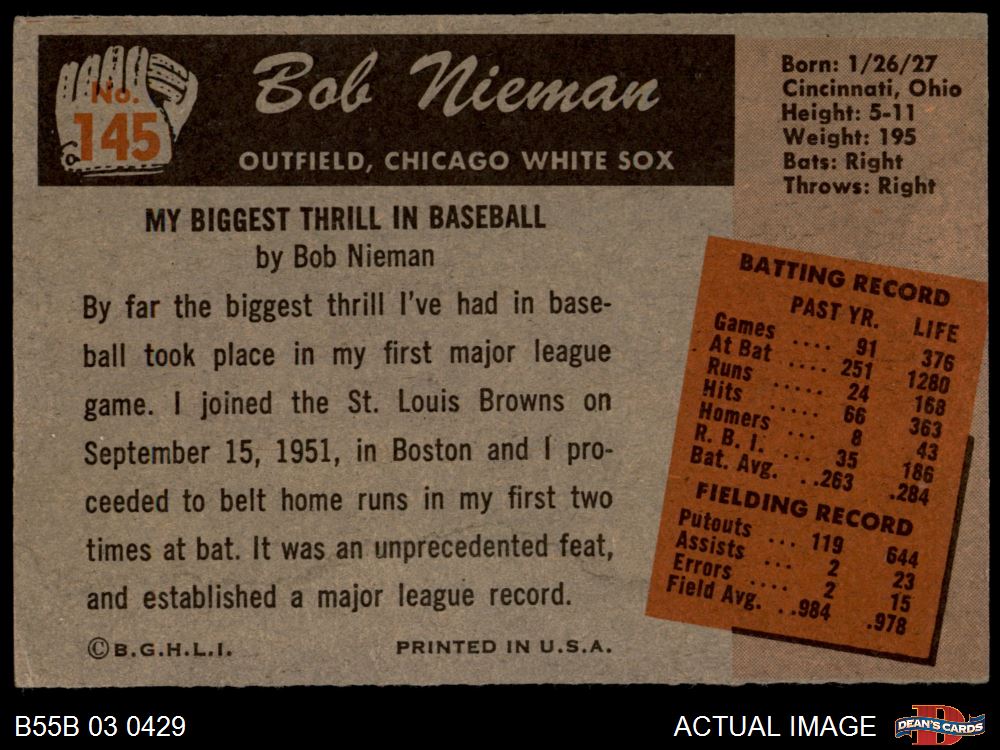 No.
145
Bob Nieman
OUTFIELD, CHICAGO WHITE SOX
Born: 1/26/27
Cincinnati, Ohio
Height: 5-11
Weight: 195
Bats: Right
Throws: Right
MY BIGGEST THRILL IN BASEBALL
by Bob Nieman
By far the biggest thrill I've had in base-
ball took place in my first major league
game. I joined the St. Louis Browns on
September 15, 1951, in Boston and I pro-
ceeded to belt home runs in my first two
times at bat. It was an unprecedented feat,
and established a major league record.
©B.G.H.L.I. PRINTED IN U.S.A.
BATTING RECORD
PAST YR. LIFE
Games .... 91 376
At Bat .... 251 1280
Runs ..... 24 168
Hits ..... 66 363
Homers ... 8 43
R. B. I. ... 35 186
Bat. Avg. ..263 .284
FIELDING RECORD
Putouts ... 119 644
Assists ... 2 23
Errors .... 2 15
Field Avg. ..984 .978
B55B 03 0429
ACTUAL IMAGE
DEAN'S CARDS